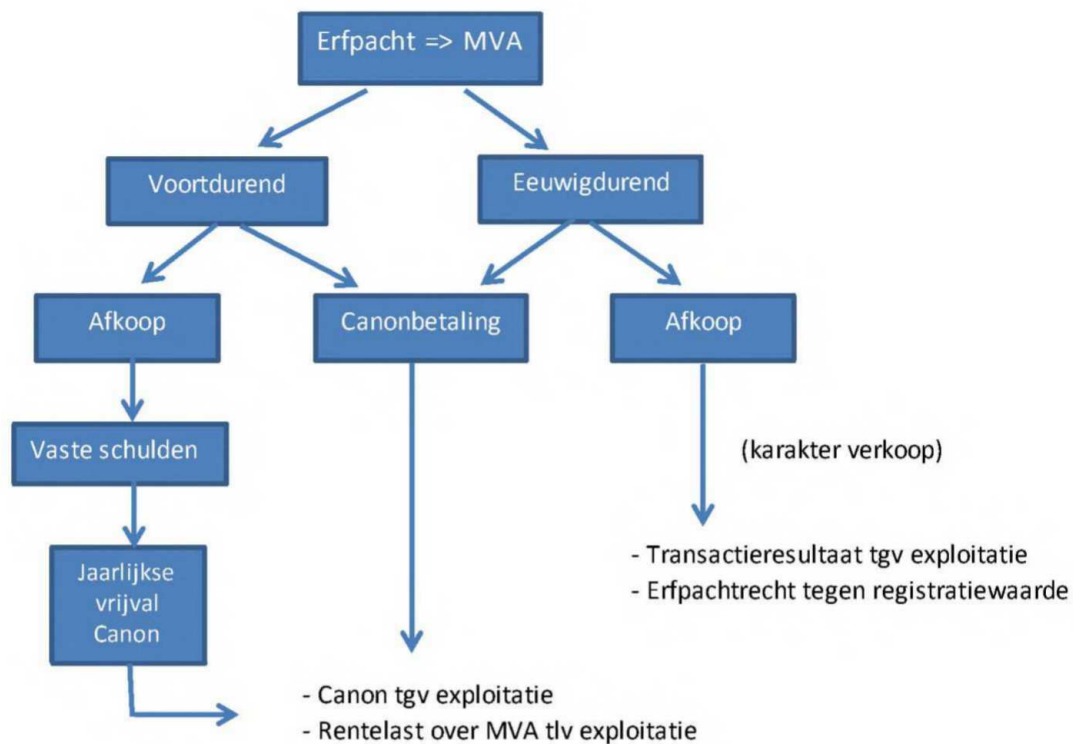 Erfpacht => MVA
Voortdurend
Eeuwigdurend
Afkoop
Canonbetaling
Afkoop
Vaste schulden
(karakter verkoop)
Jaarlijkse
vrijval
Canon
- Transactieresultaat tgv exploitatie
- Erfpachtrecht tegen registratiewaarde
- Canon tgv exploitatie
- Rentelast over MVA tlv exploitatie